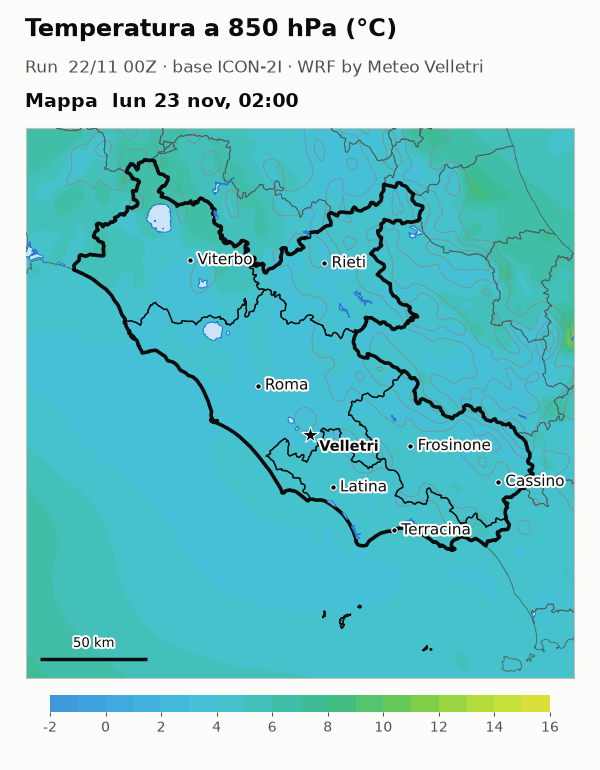 Temperatura a 850 hPa (°C)
Run  22/11 00Z · base ICON-2I · WRF by Meteo Velletri
Mappa  lun 23 nov, 02:00
Viterbo
Rieti
Roma
Velletri
Frosinone
Cassino
Latina
Terracina
50 km
-2 0 2 4 6 8 10 12 14 16